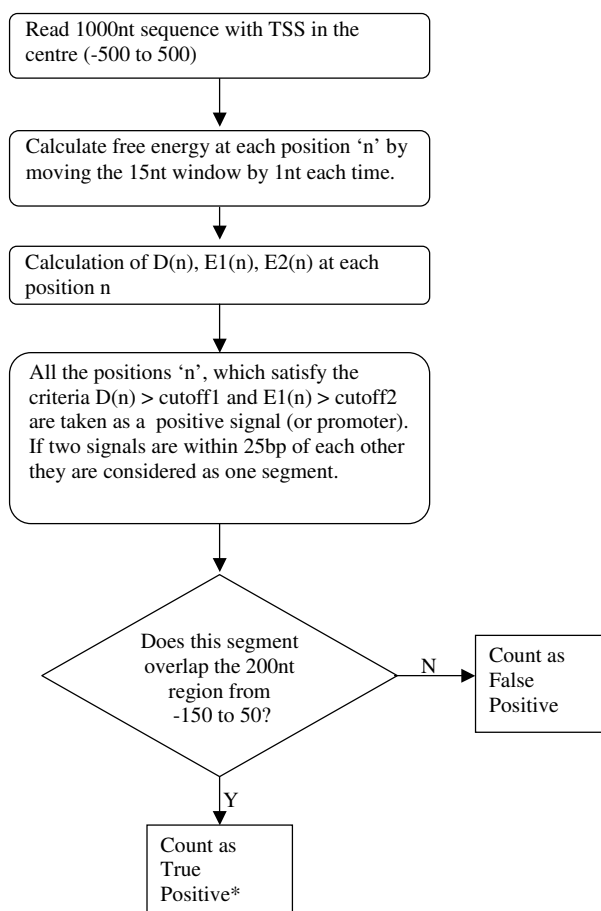 Read 1000nt sequence with TSS in the
centre (-500 to 500)
Calculate free energy at each position ‘n’ by
moving the 15nt window by 1nt each time.
Calculation of D(n), E1(n), E2(n) at each
position n
All the positions ‘n’, which satisfy the
criteria D(n) > cutoff1 and E1(n) > cutoff2
are taken as a positive signal (or promoter).
If two signals are within 25bp of each other
they are considered as one segment.
Does this segment
overlap the 200nt
region from
-150 to 50?
N
Count as
False
Positive
Y
Count as
True
Positive*